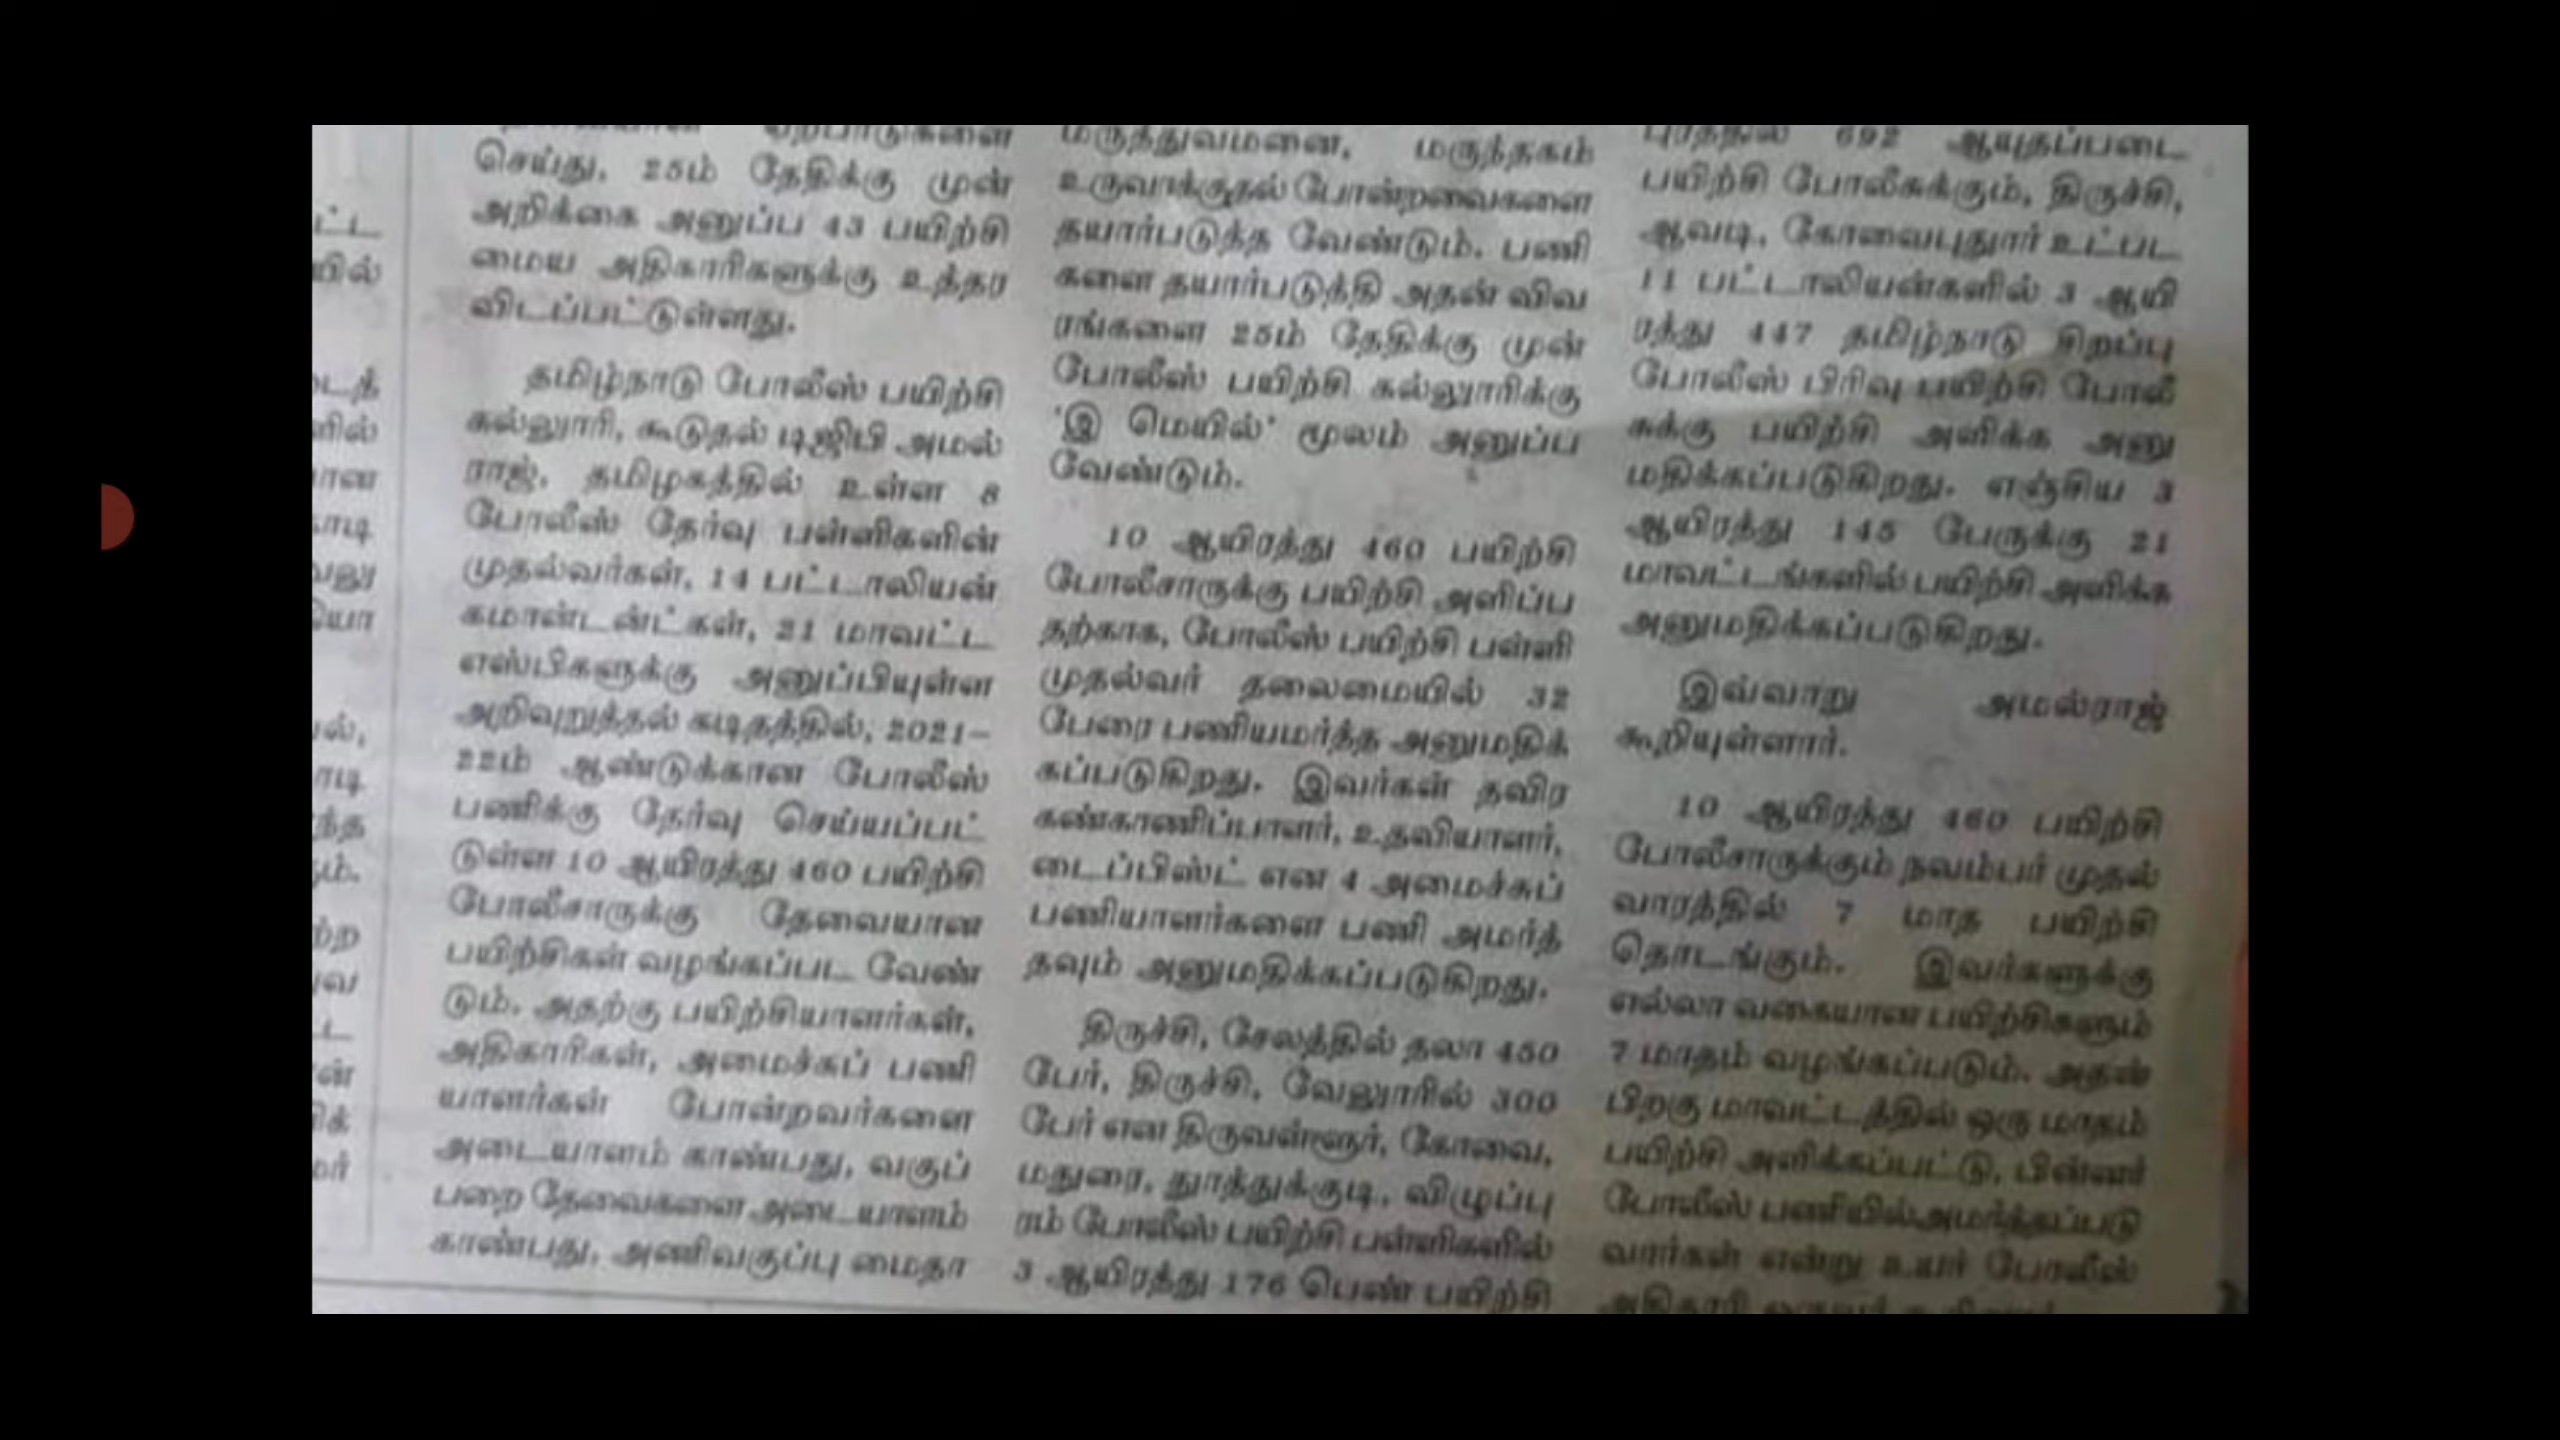 ஏற்பாடுகளை
செய்து, 25ம் தேதிக்கு முன்
அறிக்கை அனுப்ப 43 பயிற்சி
மைய அதிகாரிகளுக்கு உத்தர
விடப்பட்டுள்ளது.
தமிழ்நாடு போலீஸ் பயிற்சி
கல்லூரி, கூடுதல் டிஜிபி அமல்
ராஜ், தமிழகத்தில் உள்ள 8
போலீஸ் தேர்வு பள்ளிகளின்
முதல்வர்கள், 14 பட்டாலியன்
கமாண்டன்ட்கள், 21 மாவட்ட
எஸ்பிகளுக்கு அனுப்பியுள்ள
அறிவுறுத்தல் கடிதத்தில், 2021–
22ம் ஆண்டுக்கான போலீஸ்
பணிக்கு தேர்வு செய்யப்பட்
டுள்ள 10 ஆயிரத்து 460 பயிற்சி
போலீசாருக்கு தேவையான
பயிற்சிகள் வழங்கப்பட வேண்
டும். அதற்கு பயிற்சியாளர்கள்,
அதிகாரிகள், அமைச்சுப் பணி
யாளர்கள் போன்றவர்களை
அடையாளம் காண்பது, வகுப்
பறை தேவைகளை அடையாளம்
காண்பது, அணிவகுப்பு மைதா
மருத்துவமனை, மருந்தகம்
உருவாக்குதல் போன்றவைகளை
தயார்படுத்த வேண்டும். பணி
களை தயார்படுத்தி அதன் விவ
ரங்களை 25ம் தேதிக்கு முன்
போலீஸ் பயிற்சி கல்லூரிக்கு
'இ மெயில்' மூலம் அனுப்ப
வேண்டும்.
10 ஆயிரத்து 460 பயிற்சி
போலீசாருக்கு பயிற்சி அளிப்ப
தற்காக, போலீஸ் பயிற்சி பள்ளி
முதல்வர் தலைமையில் 32
பேரை பணியமர்த்த அனுமதிக்
கப்படுகிறது. இவர்கள் தவிர
கண்காணிப்பாளர், உதவியாளர்,
டைப்பிஸ்ட் என 4 அமைச்சுப்
பணியாளர்களை பணி அமர்த்
தவும் அனுமதிக்கப்படுகிறது.
திருச்சி, சேலத்தில் தலா 450
பேர், திருச்சி, வேலூரில் 300
பேர் என திருவள்ளூர், கோவை,
மதுரை, தூத்துக்குடி, விழுப்பு
ரம் போலீஸ் பயிற்சி பள்ளிகளில்
3 ஆயிரத்து 176 பெண் பயிற்சி
புரத்தில் 692 ஆயுதப்படை
பயிற்சி போலீசுக்கும், திருச்சி,
ஆவடி, கோவைபுதூர் உட்பட
11 பட்டாலியன்களில் 3 ஆயி
ரத்து 447 தமிழ்நாடு சிறப்பு
போலீஸ் பிரிவு பயிற்சி போலீ
சுக்கு பயிற்சி அளிக்க அனு
மதிக்கப்படுகிறது. எஞ்சிய 3
ஆயிரத்து 145 பேருக்கு 21
மாவட்டங்களில் பயிற்சி அளிக்க
அனுமதிக்கப்படுகிறது.
இவ்வாறு அமல்ராஜ்
கூறியுள்ளார்.
10 ஆயிரத்து 460 பயிற்சி
போலீசாருக்கும் நவம்பர் முதல்
வாரத்தில் 7 மாத பயிற்சி
தொடங்கும். இவர்களுக்கு
எல்லா வகையான பயிற்சிகளும்
7 மாதம் வழங்கப்படும். அதன்
பிறகு மாவட்டத்தில் ஒரு மாதம்
பயிற்சி அளிக்கப்பட்டு, பின்னர்
போலீஸ் பணியில் அமர்த்தப்படு
வார்கள் என்று உயர் போலீஸ்